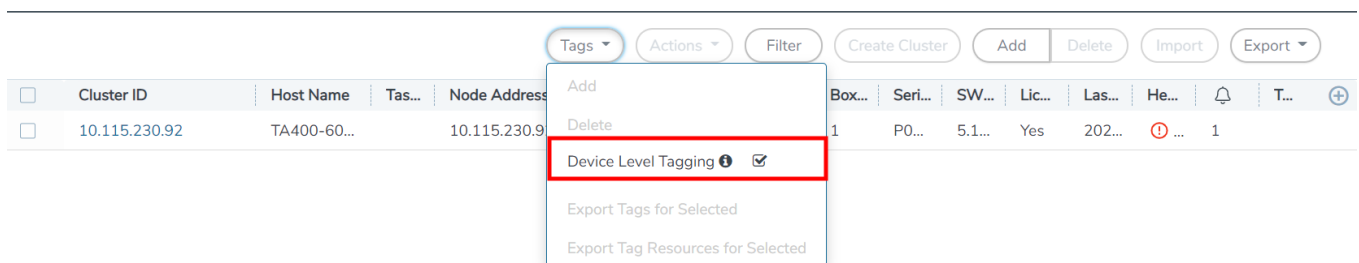 Tags Actions Filter Create Cluster Add Delete Import Export
Add
Cluster ID Host Name Tas... Node Address Box... Seri... SW... Lic... Las... He... T...
Delete
10.115.230.92 TA400-60... 10.115.230.9 1 P0... 5.1... Yes 202... ... 1
Device Level Tagging
Export Tags for Selected
Export Tag Resources for Selected